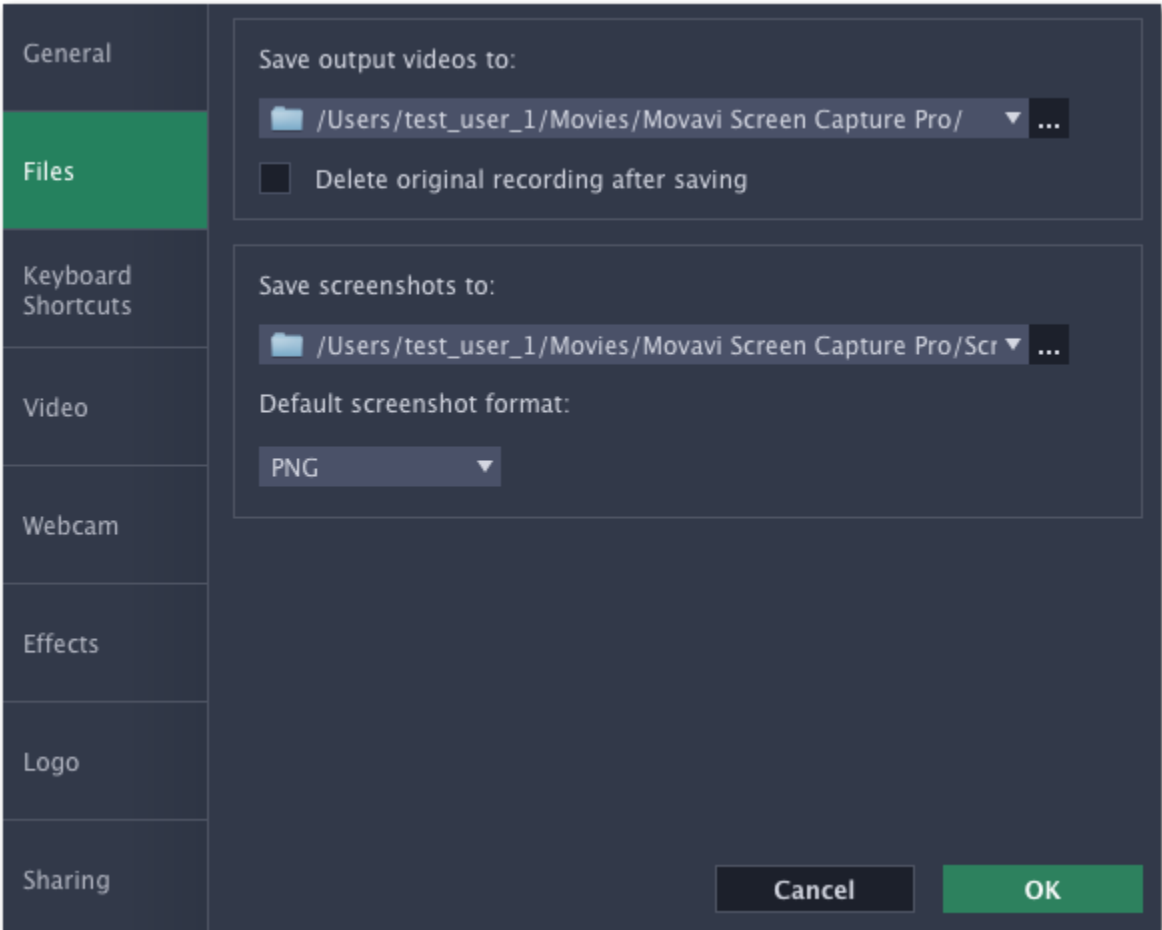 General
Files
Keyboard
Shortcuts
Video
Webcam
Effects
Logo
Sharing
Save output videos to:
/Users/test_user_1/Movies/Movavi Screen Capture Pro/
...
Delete original recording after saving
Save screenshots to:
/Users/test_user_1/Movies/Movavi Screen Capture Pro/Scr
...
Default screenshot format:
PNG
Cancel
OK